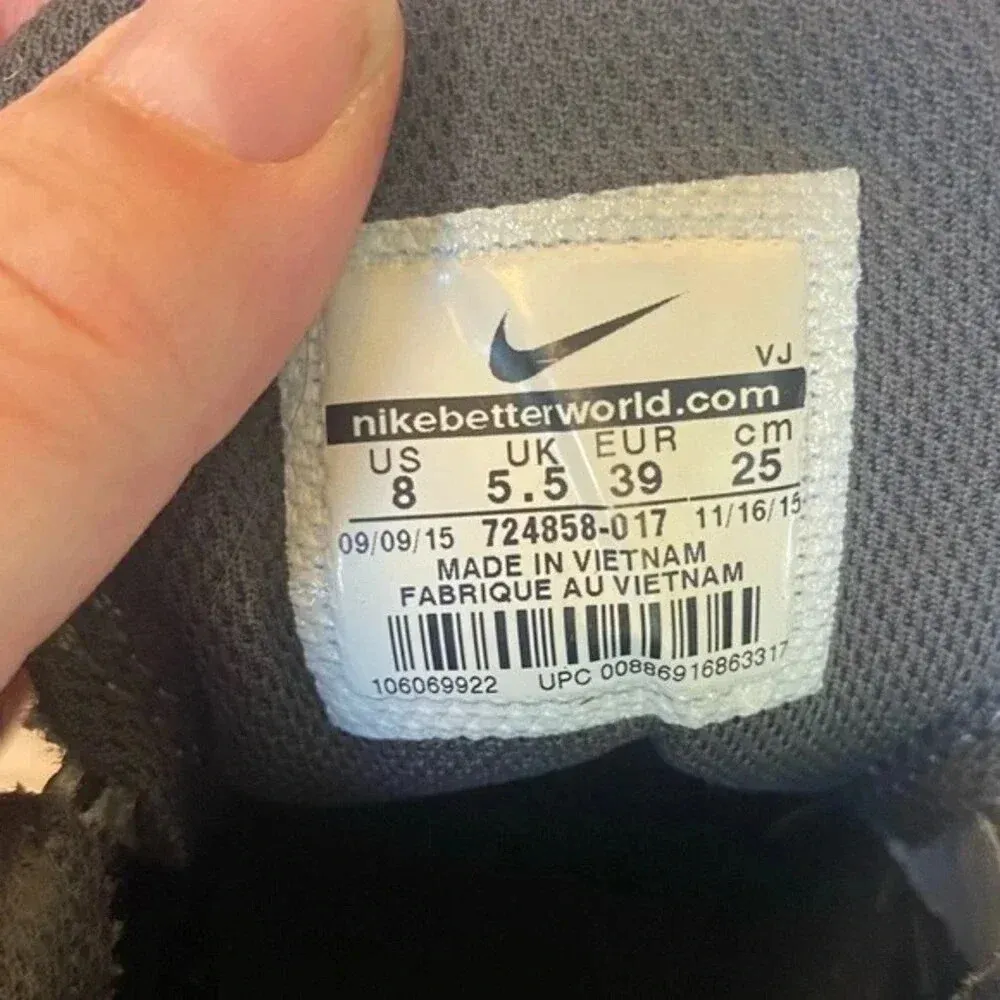 VJ
nikebetterworld.com
US UK EUR cm
8 5.5 39 25
09/09/15 724858-017 11/16/15
MADE IN VIETNAM
FABRIQUE AU VIETNAM
106069922 UPC 00886916863317